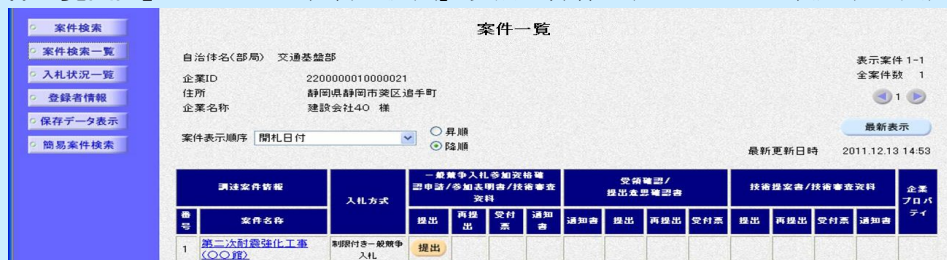 案件検索
案件検索一覧
入札状況一覧
登録者情報
保存データ表示
簡易案件検索
案件一覧
自治体名(部局) 交通基盤部
企業ID 2200000010000021
住所 静岡県静岡市葵区追手町
企業名称 建設会社40 様
案件表示順序 開札日付
昇順
降順
表示案件 1-1
全案件数 1
1
最新表示
最新更新日時 2011.12.13 14:53
調達案件情報
入札方式
一般競争入札参加資格確
認申請/参加表明書/技術審査
資料
受領確認/
提出意思確認書
技術提案書/技術審査資料
企業
プロパ
ティ
番
号
案件名称
提出
再提
出
受付
票
通知
書
通知書
提出
再提出
受付票
提出
再提出
受付票
通知書
1
第二次耐震強化工事
(〇〇館)
制限付き一般競争
入札
提出